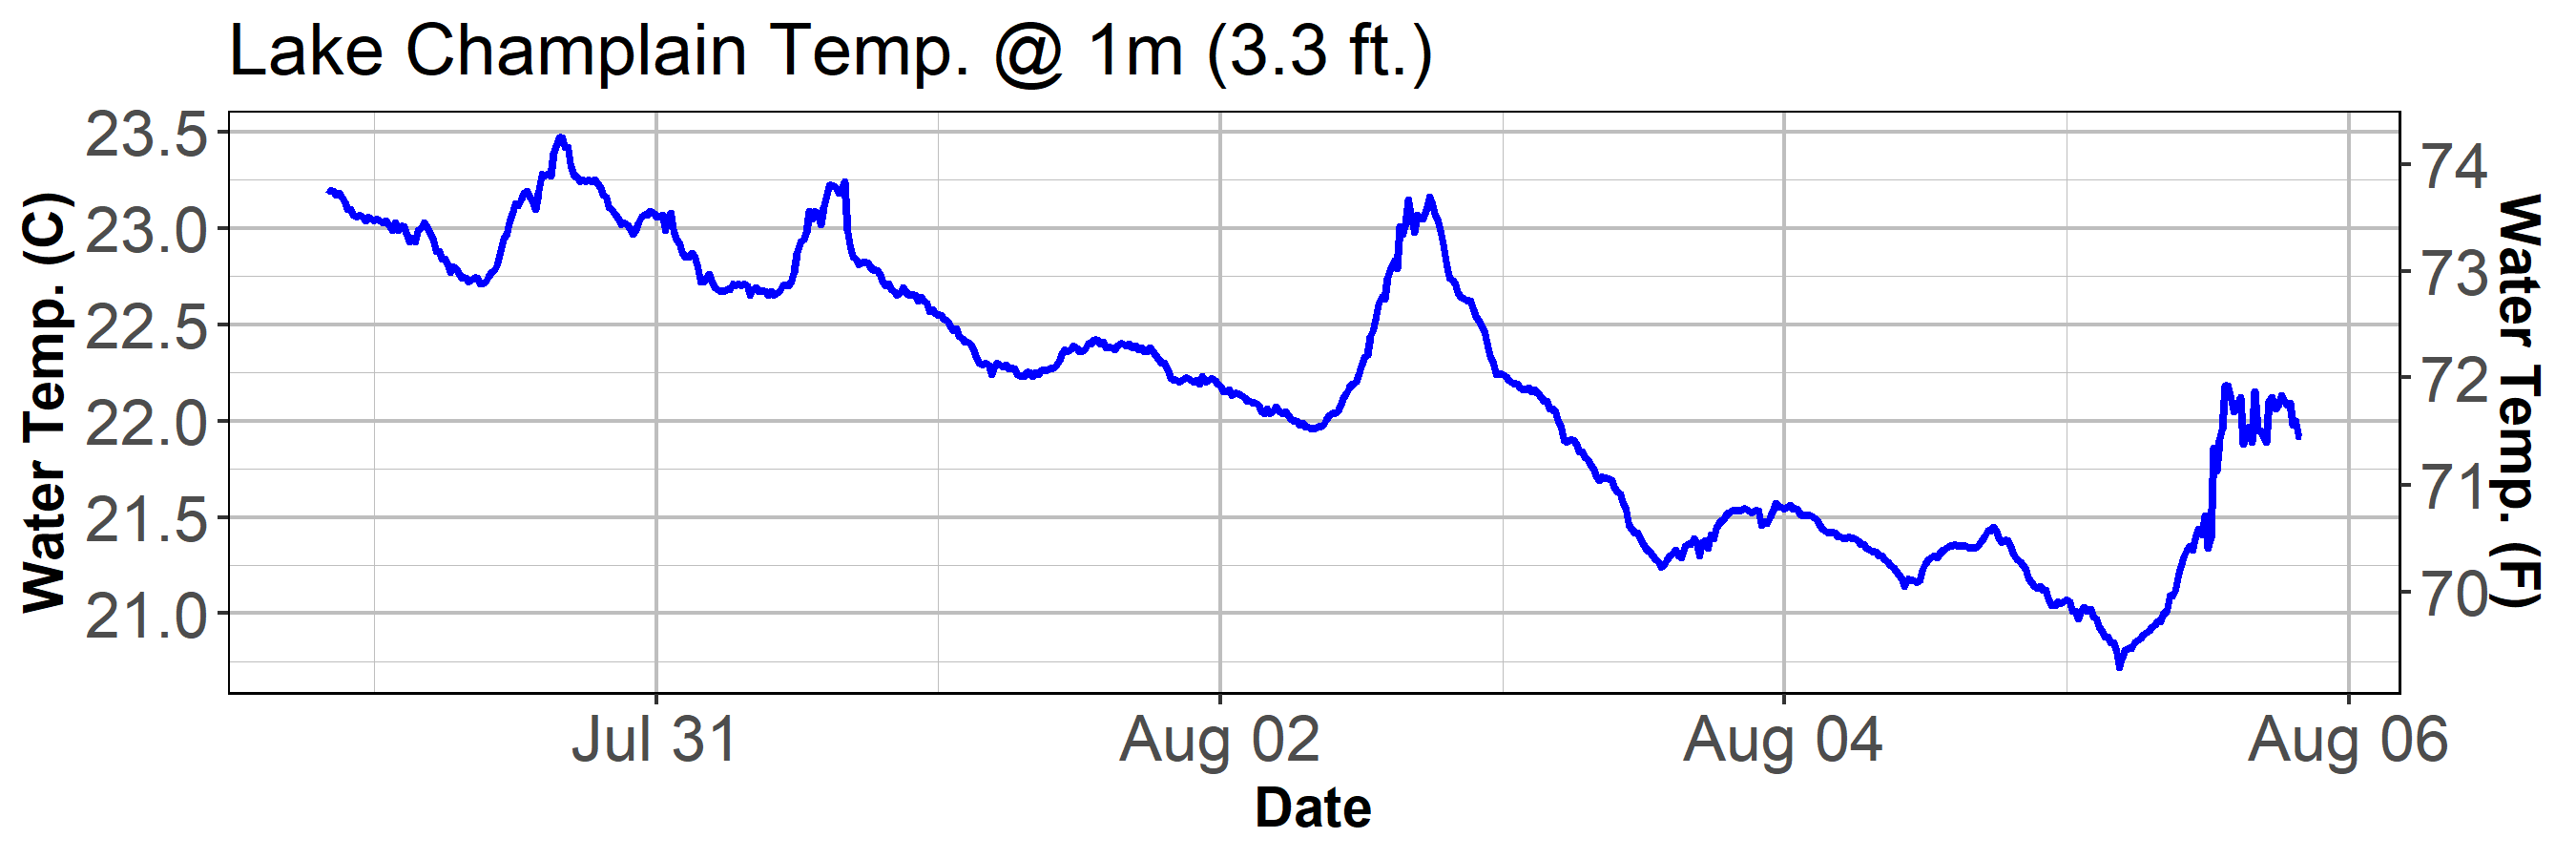 Lake Champlain Temp. @ 1m (3.3 ft.)
Water Temp. (C)
23.5
23.0
22.5
22.0
21.5
21.0
74
73
72
71
70
Water Temp. (F)
Jul 31
Aug 02
Aug 04
Aug 06
Date